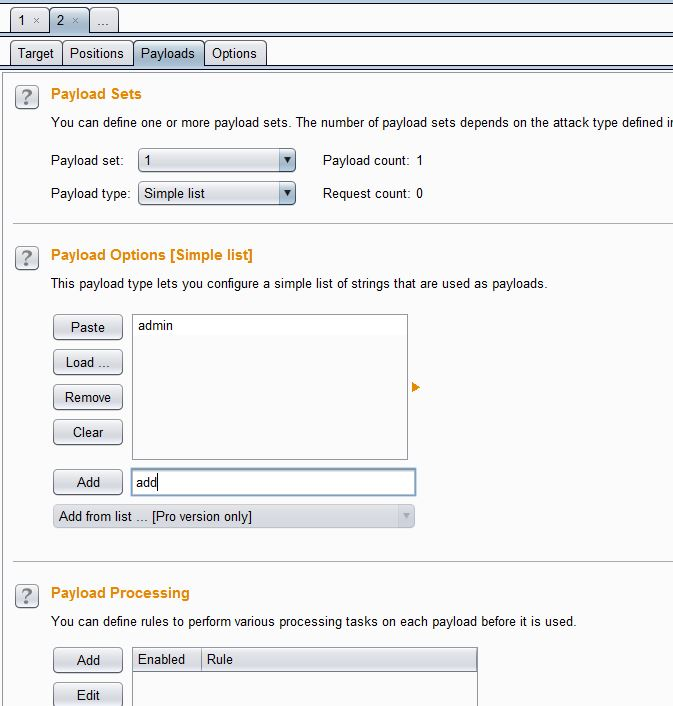 1 × 2 × ...
Target Positions Payloads Options
? Payload Sets
You can define one or more payload sets. The number of payload sets depends on the attack type defined i
Payload set: 1 Payload count: 1
Payload type: Simple list Request count: 0
? Payload Options [Simple list]
This payload type lets you configure a simple list of strings that are used as payloads.
Paste admin
Load ...
Remove
Clear
Add add
Add from list ... [Pro version only]
? Payload Processing
You can define rules to perform various processing tasks on each payload before it is used.
Add Enabled Rule
Edit